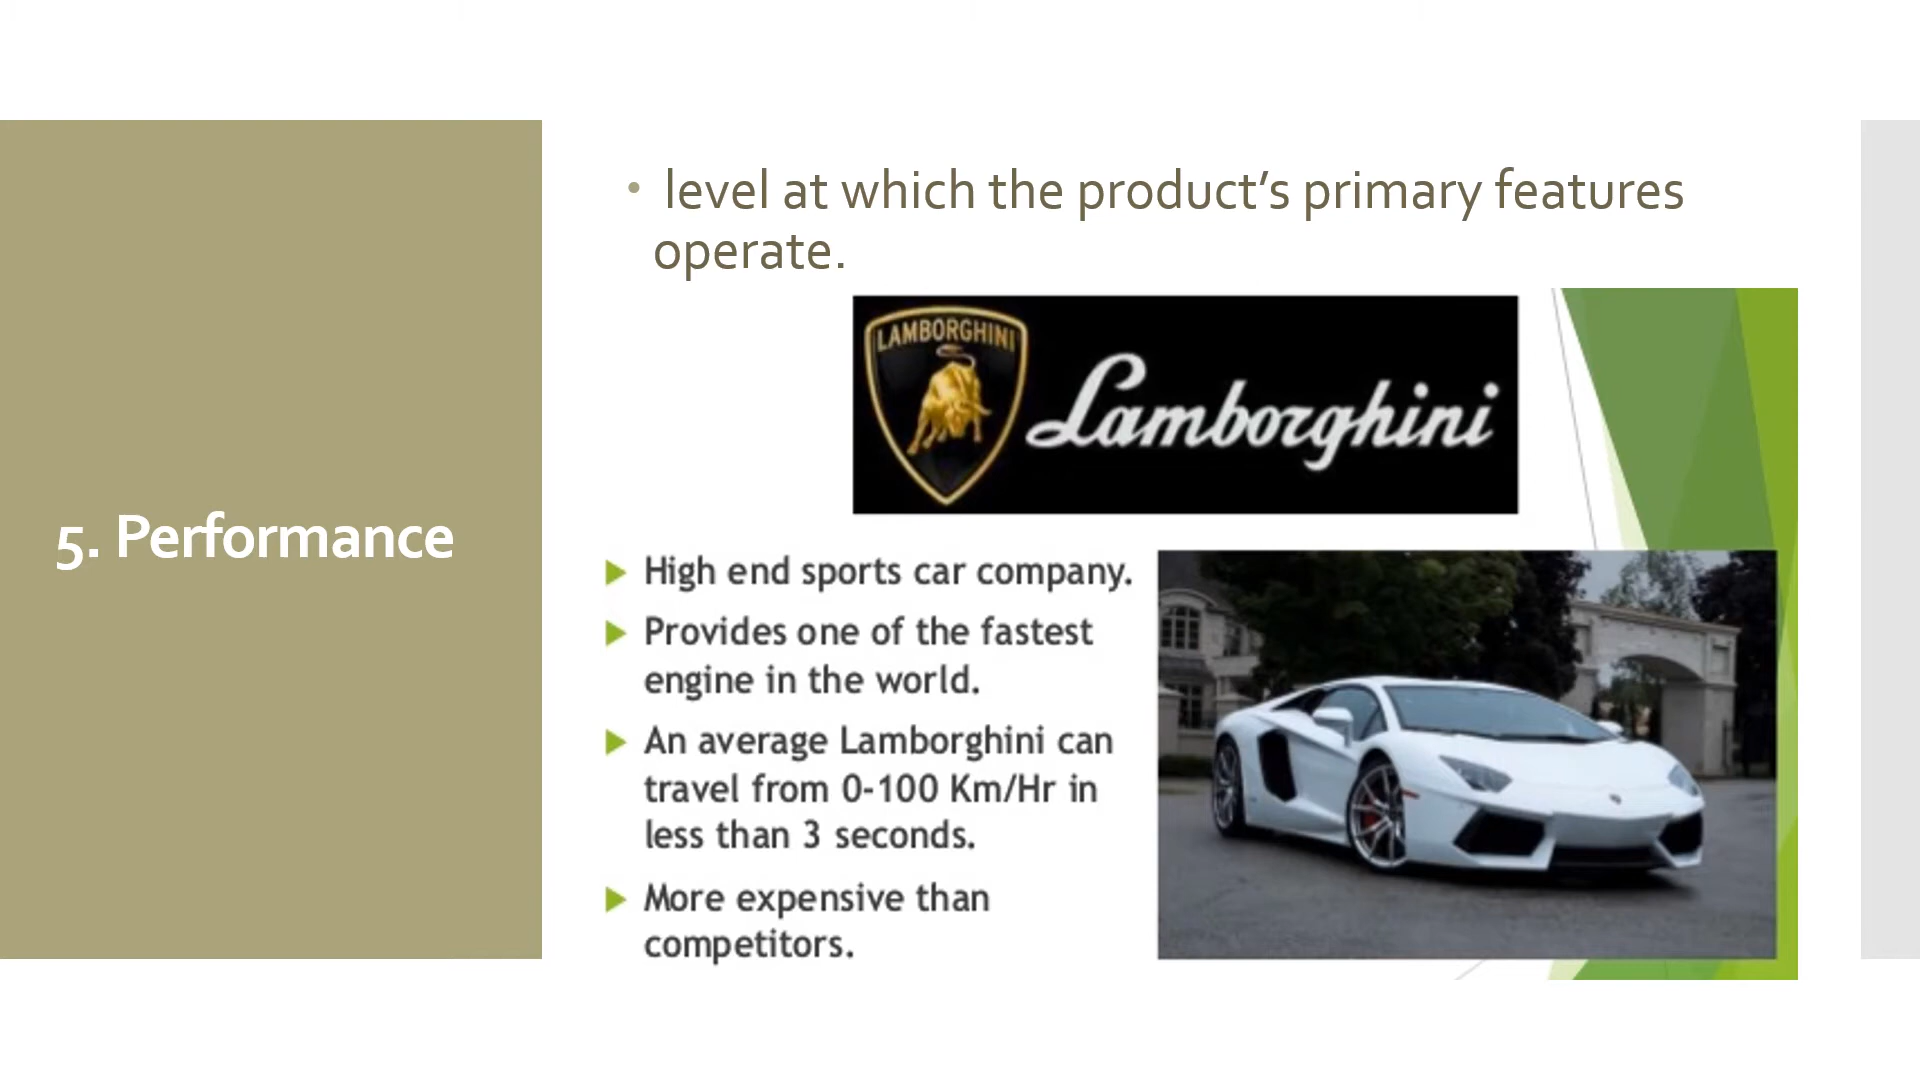 5. Performance
• level at which the product’s primary features
operate.
LAMBORGHINI
Lamborghini
High end sports car company.
Provides one of the fastest
engine in the world.
An average Lamborghini can
travel from 0-100 Km/Hr in
less than 3 seconds.
More expensive than
competitors.